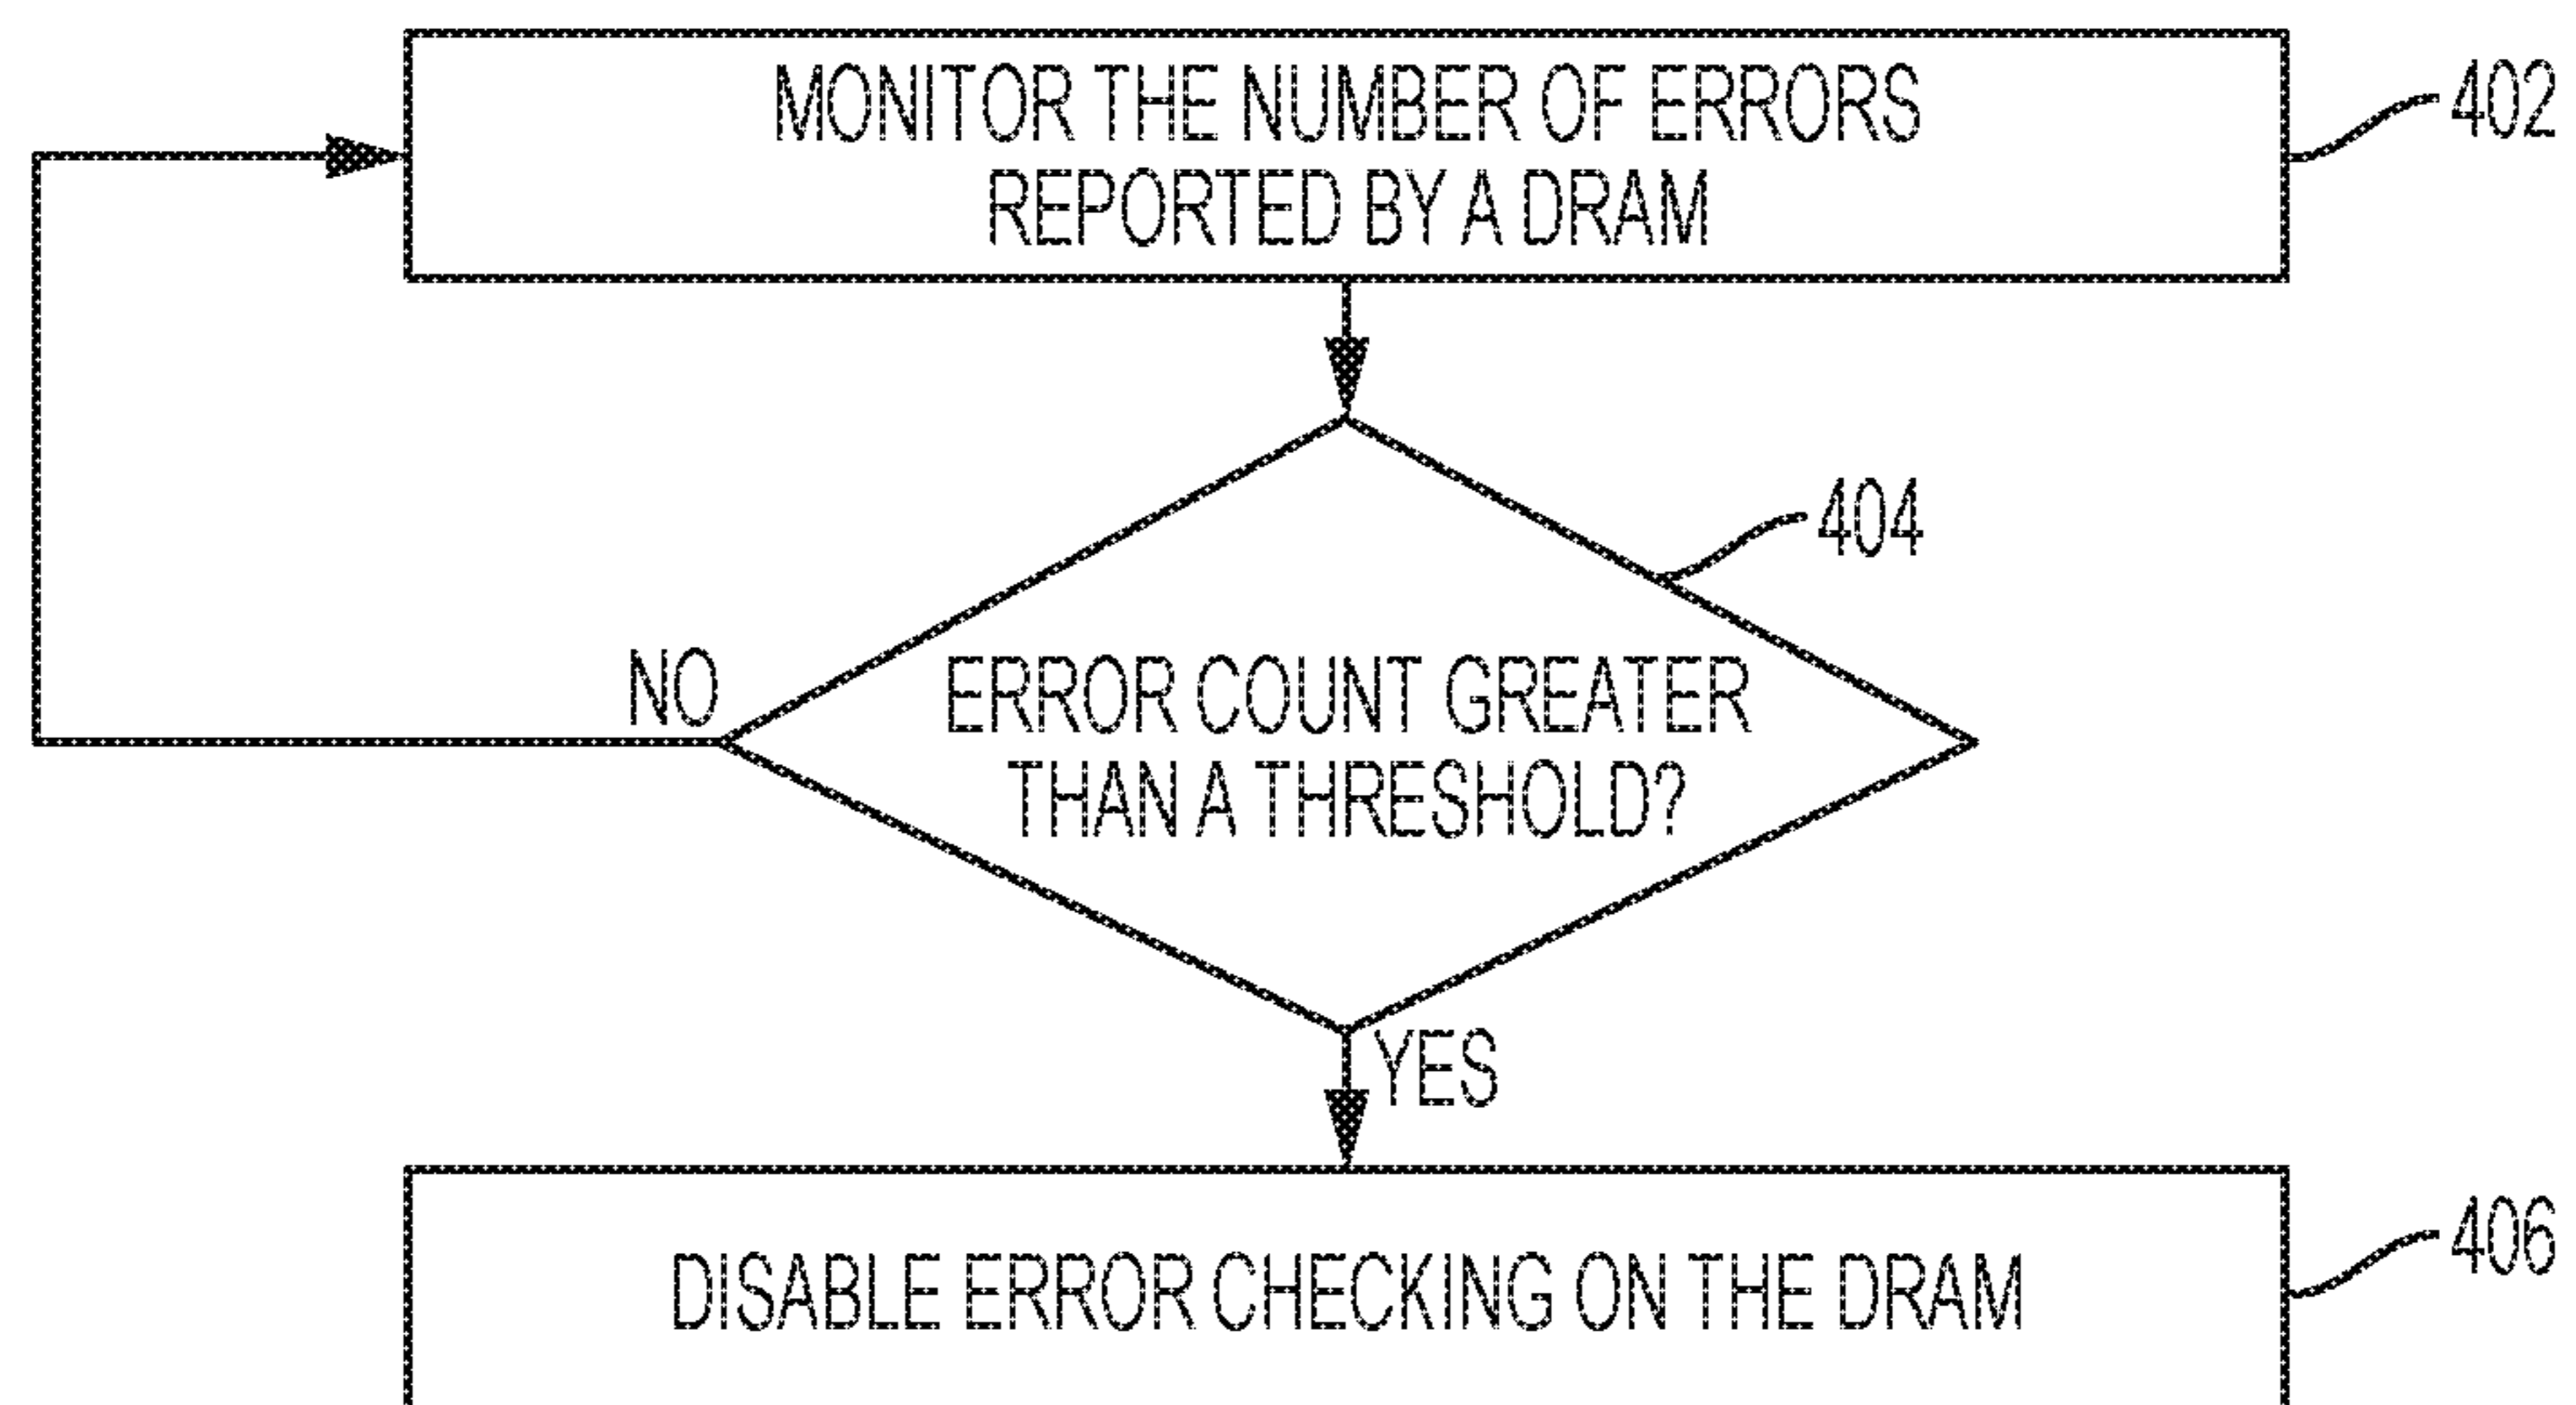 MONITOR THE NUMBER OF ERRORS
REPORTED BY A DRAM
402
404
NO
ERROR COUNT GREATER
THAN A THRESHOLD?
YES
DISABLE ERROR CHECKING ON THE DRAM
406